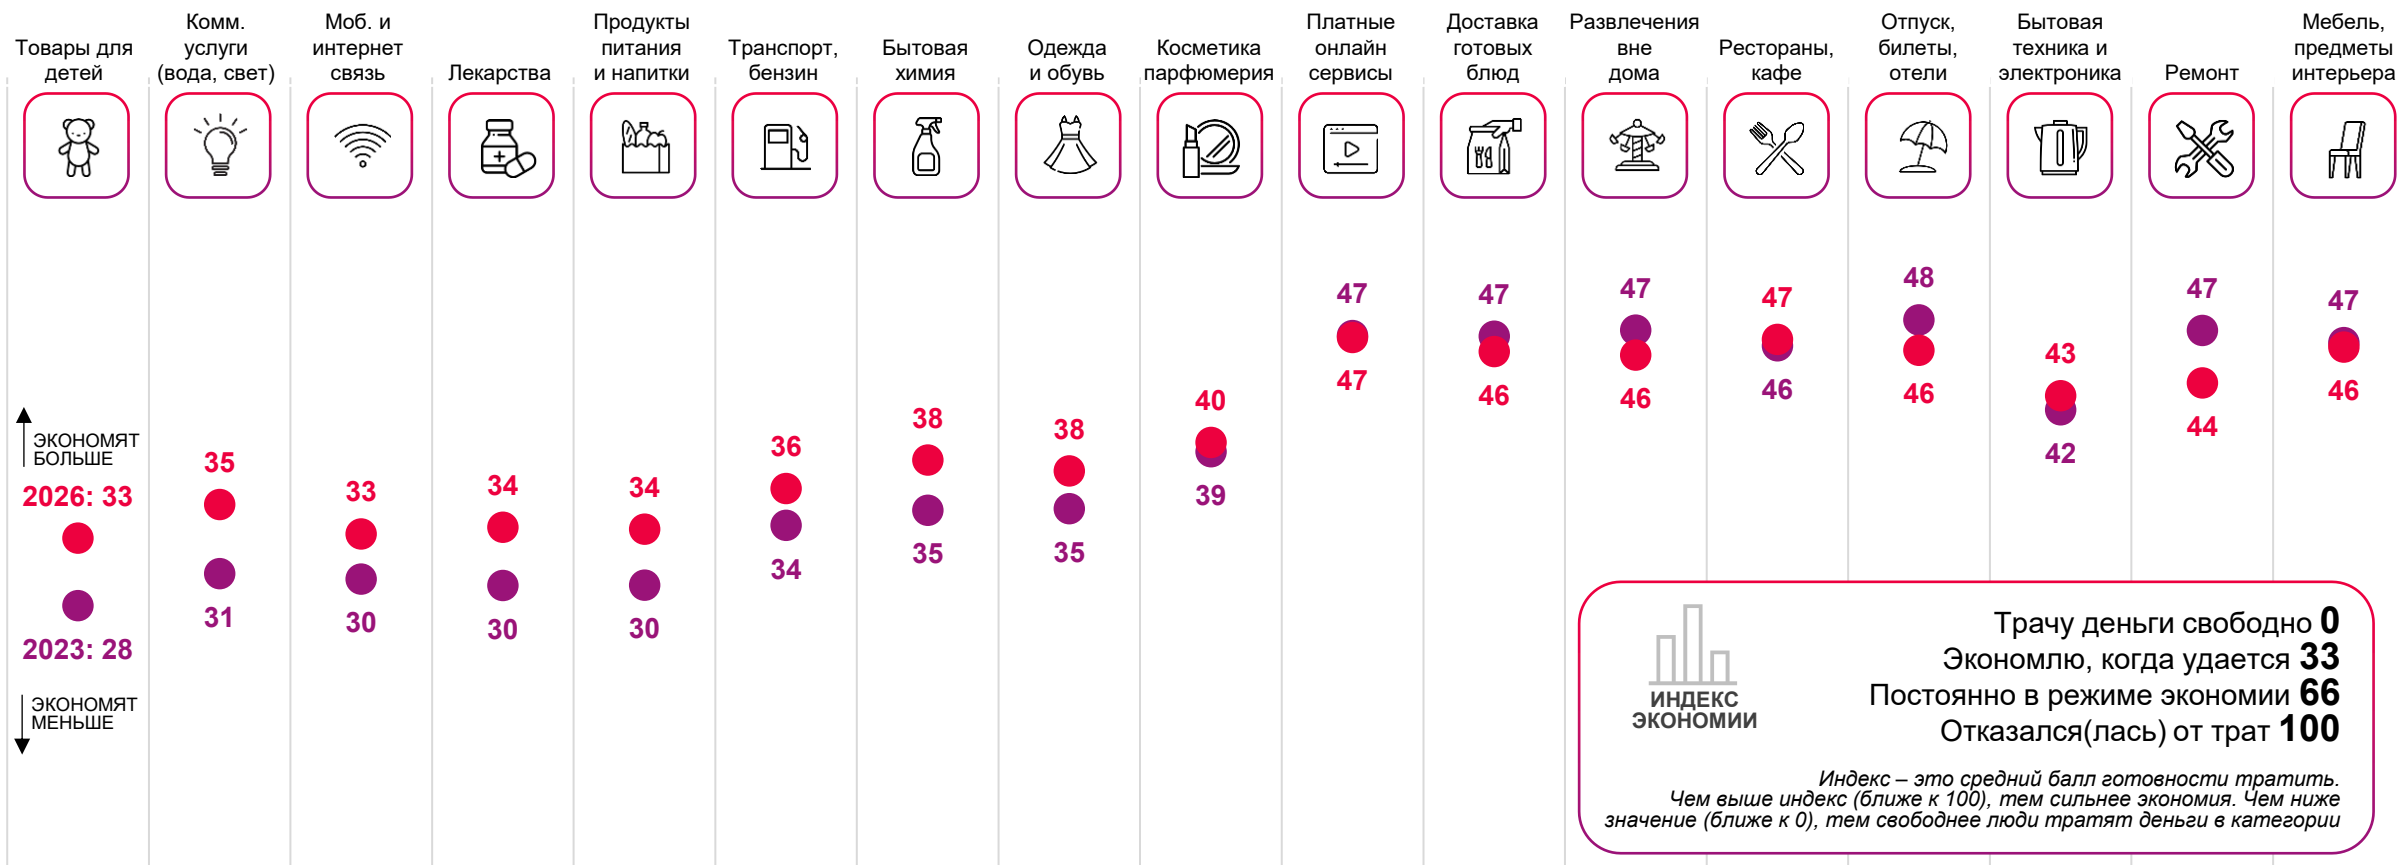 Товары для
детей
Комм.
услуги
(вода, свет)
Моб. и
интернет
связь
Лекарства
Продукты
питания
и напитки
Транспорт,
бензин
Бытовая
химия
Одежда
и обувь
Косметика
парфюмерия
Платные
онлайн
сервисы
Доставка
готовых
блюд
Развлечения
вне
дома
Рестораны,
кафе
Отпуск,
билеты,
отели
Бытовая
техника и
электроника
Ремонт
Мебель,
предметы
интерьера
ЭКОНОМЯТ
БОЛЬШЕ
2026: 33
2023: 28
ЭКОНОМЯТ
МЕНЬШЕ
35
31
33
30
34
30
34
30
36
34
38
35
38
35
40
39
47
47
47
46
47
46
47
46
48
46
43
42
47
44
47
46
ИНДЕКС
ЭКОНОМИИ
Трачу деньги свободно 0
Экономлю, когда удается 33
Постоянно в режиме экономии 66
Отказался(лась) от трат 100
Индекс – это средний балл готовности тратить.
Чем выше индекс (ближе к 100), тем сильнее экономия. Чем ниже
значение (ближе к 0), тем свободнее люди тратят деньги в категории